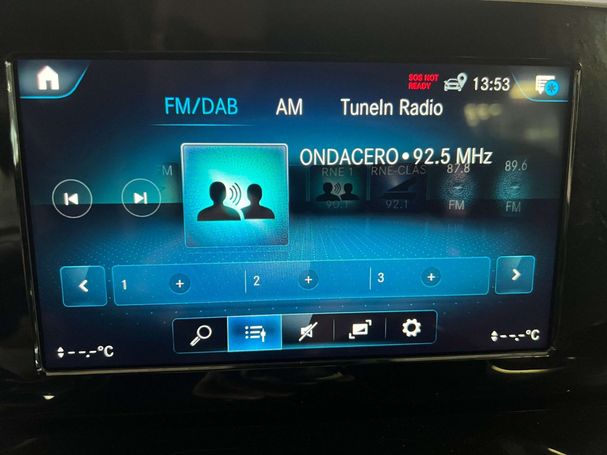 SOS NOT
READY
13:53
FM/DAB AM TuneIn Radio
ONDACERO • 92.5 MHz
M RNE 1 RNE-CLAS 87.8 89.6
90.1 92.1 FM FM
1 + 2 + 3 +
--.-°C --.-°C